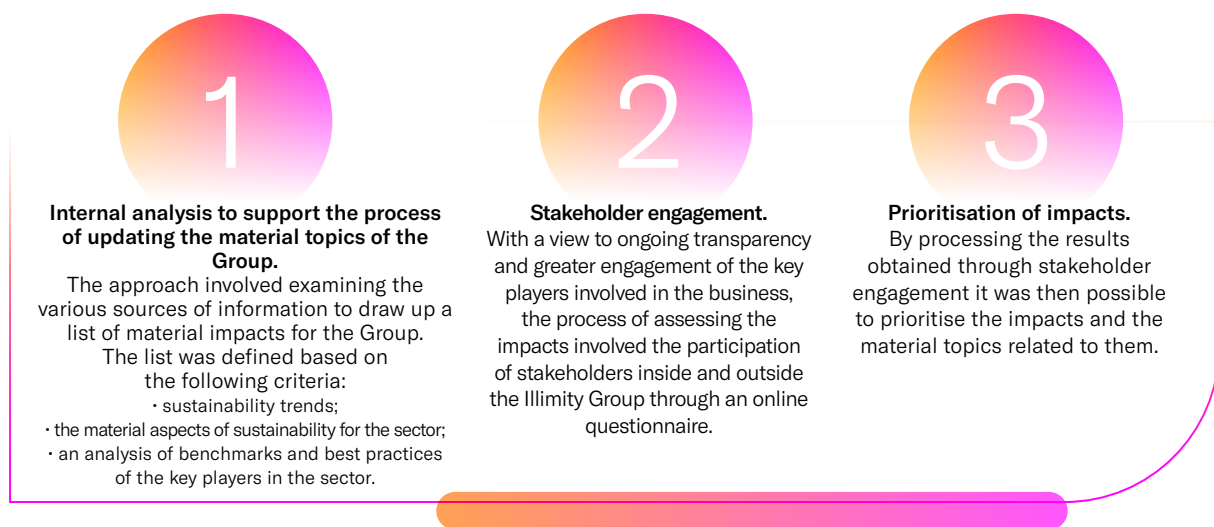 1
Internal analysis to support the process
of updating the material topics of the
Group.
The approach involved examining the
various sources of information to draw up a
list of material impacts for the Group.
The list was defined based on
the following criteria:
· sustainability trends;
· the material aspects of sustainability for the sector;
· an analysis of benchmarks and best practices
of the key players in the sector.
2
Stakeholder engagement.
With a view to ongoing transparency
and greater engagement of the key
players involved in the business,
the process of assessing the
impacts involved the participation
of stakeholders inside and outside
the Illimity Group through an online
questionnaire.
3
Prioritisation of impacts.
By processing the results
obtained through stakeholder
engagement it was then possible
to prioritise the impacts and the
material topics related to them.